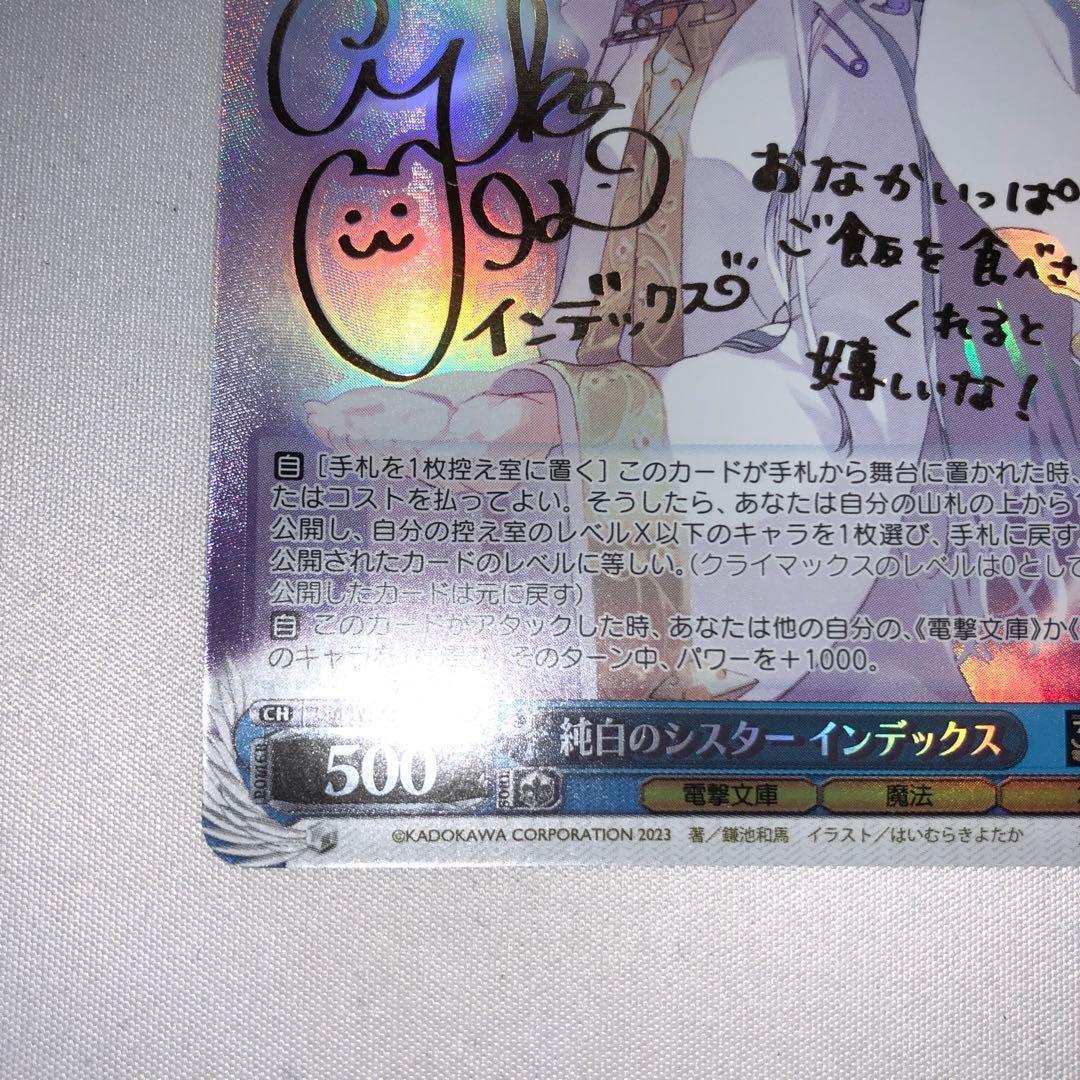 おなかいっぱ
ご飯を食べさ
くれると
嬉しいな!
インデックス
自 [手札を1枚控え室に置く] このカードが手札から舞台に置かれた時、
たはコストを払ってよい。そうしたら、あなたは自分の山札の上から
公開し、自分の控え室のレベルX以下のキャラを1枚選び、手札に戻す
公開されたカードのレベルに等しい。(クライマックスのレベルは0として
公開したカードは元に戻す)
自 このカードがアタックした時、あなたは他の自分の、《電撃文庫》か《
のキャラを そのターン中、パワーを+1000。
CH
純白のシスター インデックス
POWER 500 SOUL
電撃文庫 魔法
©KADOKAWA CORPORATION 2023 著/鎌池和馬 イラスト/はいむらきよたか